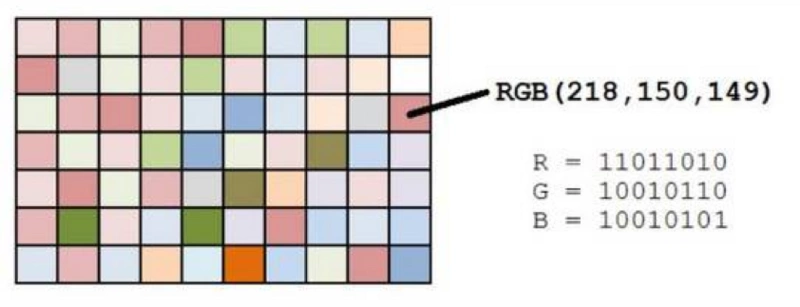 RGB(218,150,149)
R = 11011010
G = 10010110
B = 10010101